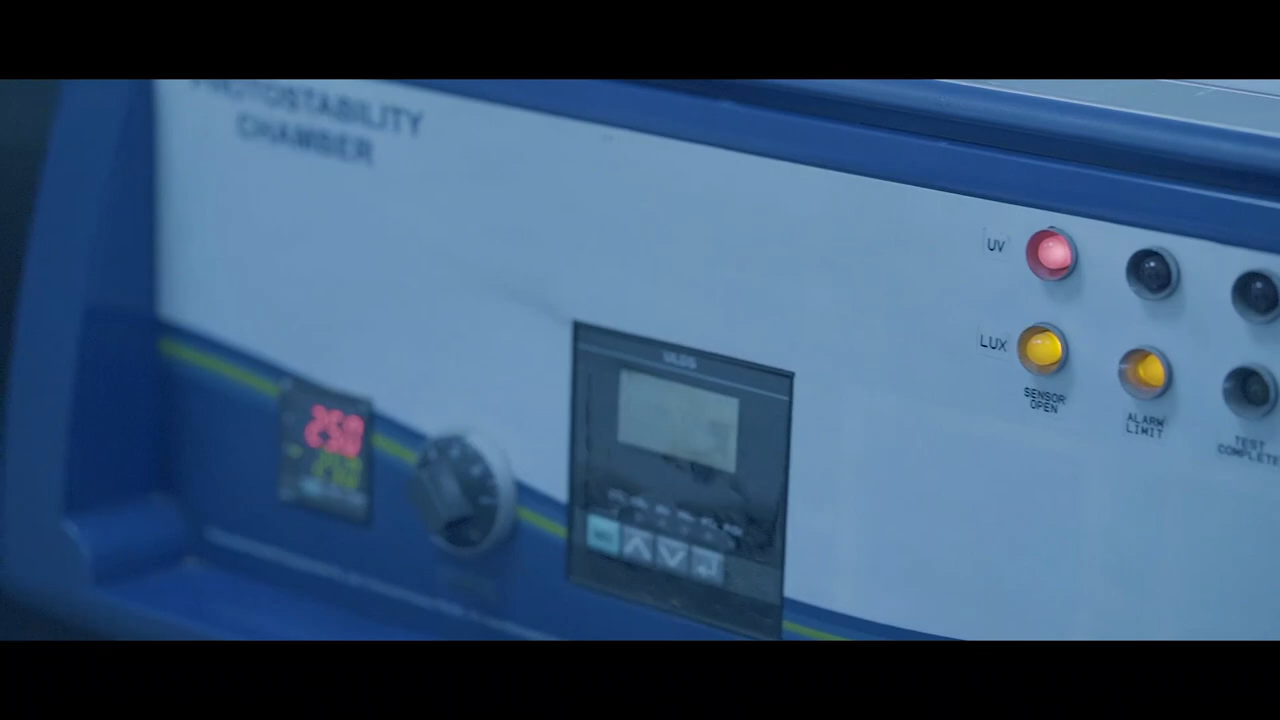 PHOTOSTABILITY
CHAMBER
UV
LUX
SENSOR
OPEN
ALARM
LIMIT
TEST
COMPLETE